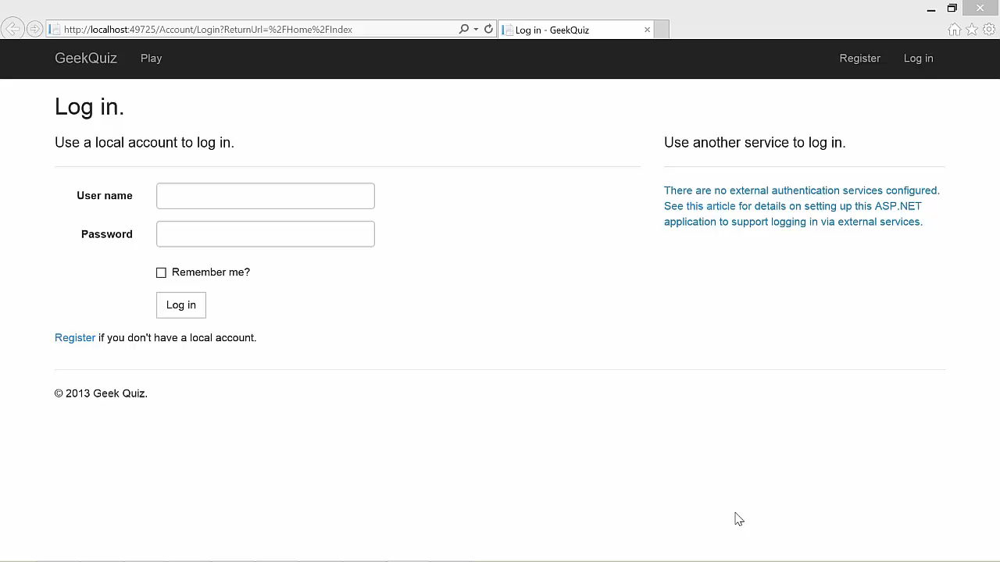 http://localhost:49725/Account/Login?ReturnUrl=%2FHome%2FIndex
Log in - GeekQuiz
GeekQuiz Play Register Log in
Log in.
Use a local account to log in.
User name
Password
Remember me?
Log in
Register if you don't have a local account.
Use another service to log in.
There are no external authentication services configured.
See this article for details on setting up this ASP.NET
application to support logging in via external services.
© 2013 Geek Quiz.